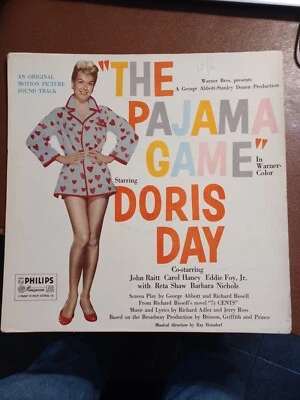 AN ORIGINAL
MOTION PICTURE
SOUND TRACK
Warner Bros. presents
A George Abbott-Stanley Donen Production
"THE
PAJAMA
GAME"
In
Warner-
Color
Starring
DORIS
DAY
Co-starring
John Raitt Carol Haney Eddie Foy, Jr.
with Reta Shaw Barbara Nichols
Screen Play by George Abbott and Richard Bissell
From Richard Bissell's novel "7½ CENTS"
Music and Lyrics by Richard Adler and Jerry Ross
Based on the Broadway Production by Brisson, Griffith and Prince
Musical direction by Ray Heindorf
PHILIPS